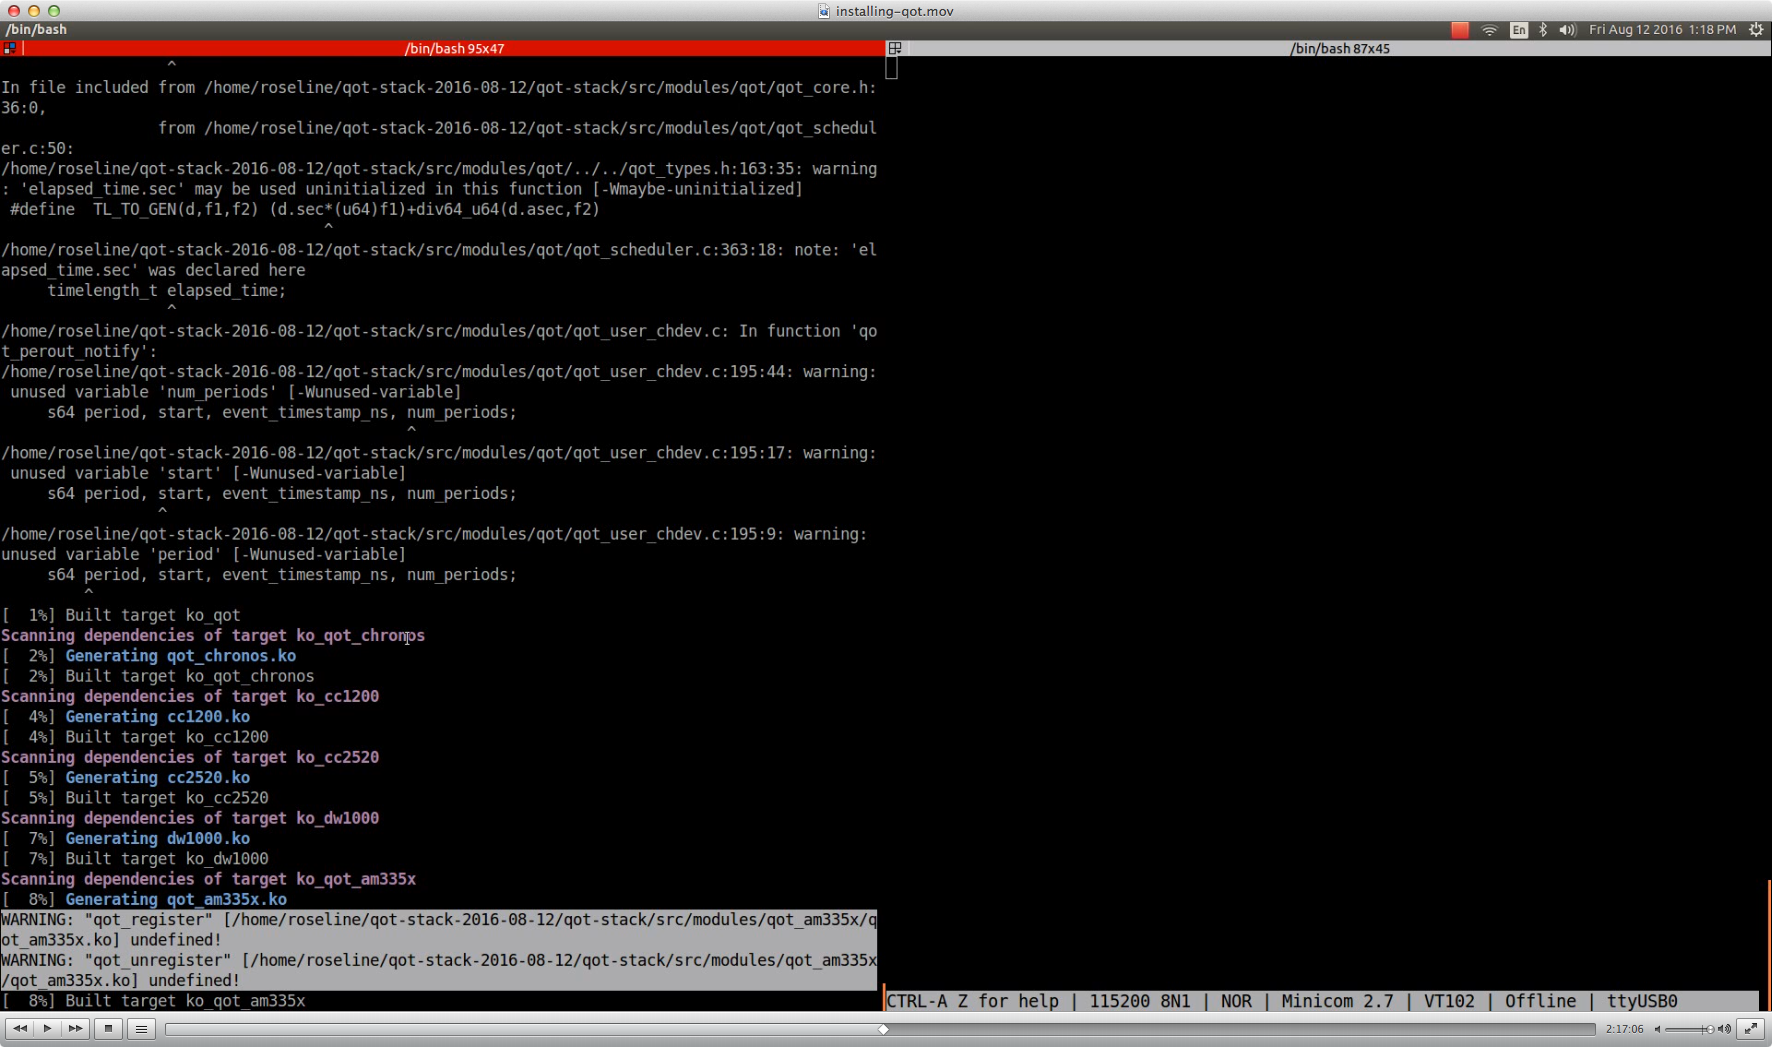 installing-qot.mov
/bin/bash
En
Fri Aug 12 2016 1:18 PM
/bin/bash 95x47
/bin/bash 87x45
^
In file included from /home/roseline/qot-stack-2016-08-12/qot-stack/src/modules/qot/qot_core.h:
36:0,
from /home/roseline/qot-stack-2016-08-12/qot-stack/src/modules/qot/qot_schedul
er.c:50:
/home/roseline/qot-stack-2016-08-12/qot-stack/src/modules/qot/../../qot_types.h:163:35: warning
: 'elapsed_time.sec' may be used uninitialized in this function [-Wmaybe-uninitialized]
#define  TL_TO_GEN(d,f1,f2) (d.sec*(u64)f1)+div64_u64(d.asec,f2)
^
/home/roseline/qot-stack-2016-08-12/qot-stack/src/modules/qot/qot_scheduler.c:363:18: note: 'el
apsed_time.sec' was declared here
timelength_t elapsed_time;
^
/home/roseline/qot-stack-2016-08-12/qot-stack/src/modules/qot/qot_user_chdev.c: In function 'qo
t_perout_notify':
/home/roseline/qot-stack-2016-08-12/qot-stack/src/modules/qot/qot_user_chdev.c:195:44: warning:
unused variable 'num_periods' [-Wunused-variable]
s64 period, start, event_timestamp_ns, num_periods;
^
/home/roseline/qot-stack-2016-08-12/qot-stack/src/modules/qot/qot_user_chdev.c:195:17: warning:
unused variable 'start' [-Wunused-variable]
s64 period, start, event_timestamp_ns, num_periods;
^
/home/roseline/qot-stack-2016-08-12/qot-stack/src/modules/qot/qot_user_chdev.c:195:9: warning:
unused variable 'period' [-Wunused-variable]
s64 period, start, event_timestamp_ns, num_periods;
^
[  1%] Built target ko_qot
Scanning dependencies of target ko_qot_chronos
[  2%] Generating qot_chronos.ko
[  2%] Built target ko_qot_chronos
Scanning dependencies of target ko_cc1200
[  4%] Generating cc1200.ko
[  4%] Built target ko_cc1200
Scanning dependencies of target ko_cc2520
[  5%] Generating cc2520.ko
[  5%] Built target ko_cc2520
Scanning dependencies of target ko_dw1000
[  7%] Generating dw1000.ko
[  7%] Built target ko_dw1000
Scanning dependencies of target ko_qot_am335x
[  8%] Generating qot_am335x.ko
WARNING: "qot_register" [/home/roseline/qot-stack-2016-08-12/qot-stack/src/modules/qot_am335x/q
ot_am335x.ko] undefined!
WARNING: "qot_unregister" [/home/roseline/qot-stack-2016-08-12/qot-stack/src/modules/qot_am335x
/qot_am335x.ko] undefined!
[  8%] Built target ko_qot_am335x
CTRL-A Z for help | 115200 8N1 | NOR | Minicom 2.7 | VT102 | Offline | ttyUSB0
2:17:06